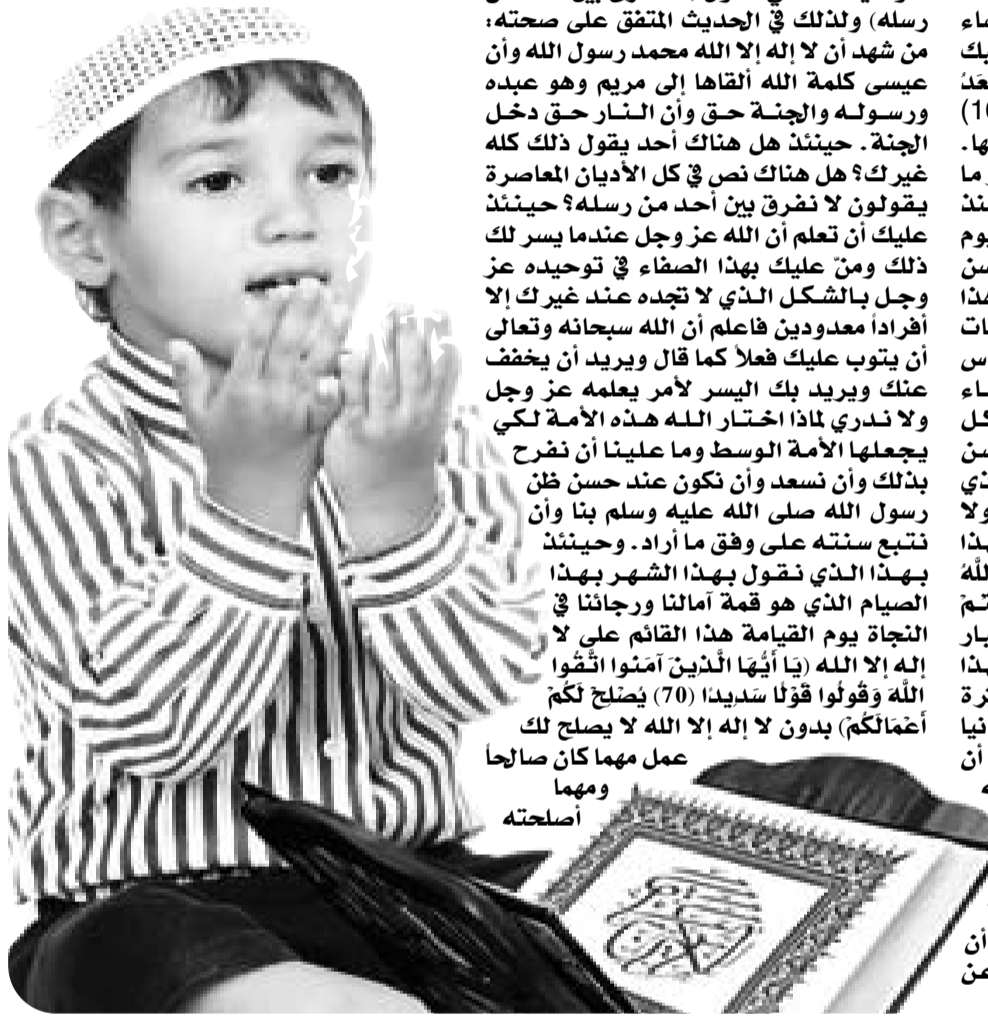 رسله) ولذلك في الحديث المتفق على صحته:
من شهد أن لا إله إلا الله محمد رسول الله وأن
عيسى كلمة الله ألقاها إلى مريم وهو عبده
ورسوله والجنة حق وأن النار حق دخل
الجنة. حينئذ هل هناك أحد يقول ذلك كله
غيرك؟ هل هناك نص في كل الأديان المعاصرة
يقولون لا نفرق بين أحد من رسله؟ حينئذ
عليك أن تعلم أن الله عز وجل عندما يسر لك
ذلك ومنّ عليك بهذا الصفاء في توحيده عز
وجل بالشكل الذي لا تجده عند غيرك إلا
أفراداً معدودين فاعلم أن الله سبحانه وتعالى
أن يتوب عليك فعلاً كما قال ويريد أن يخفف
عنك ويريد بك اليسر لأمر يعلمه عز وجل
ولا ندري لماذا اختار الله هذه الأمة لكي
يجعلها الأمة الوسط وما علينا أن نفرح
بذلك وأن نسعد وأن نكون عند حسن ظن
رسول الله صلى الله عليه وسلم بنا وأن
نتبع سنته على وفق ما أراد. وحينئذ
بهذا الذي نقول بهذا الشهر بهذا
الصيام الذي هو قمة آمالنا ورجائنا في
النجاة يوم القيامة هذا القائم على لا
إله إلا الله (يَا أَيُّهَا الَّذِينَ آمَنُوا اتَّقُوا
اللَّهَ وَقُولُوا قَوْلًا سَدِيدًا (70) يُصْلِحْ لَكُمْ
أَعْمَالَكُمْ) بدون لا إله إلا الله لا يصلح لك
عمل مهما كان صالحاً
ومهما
أصلحته